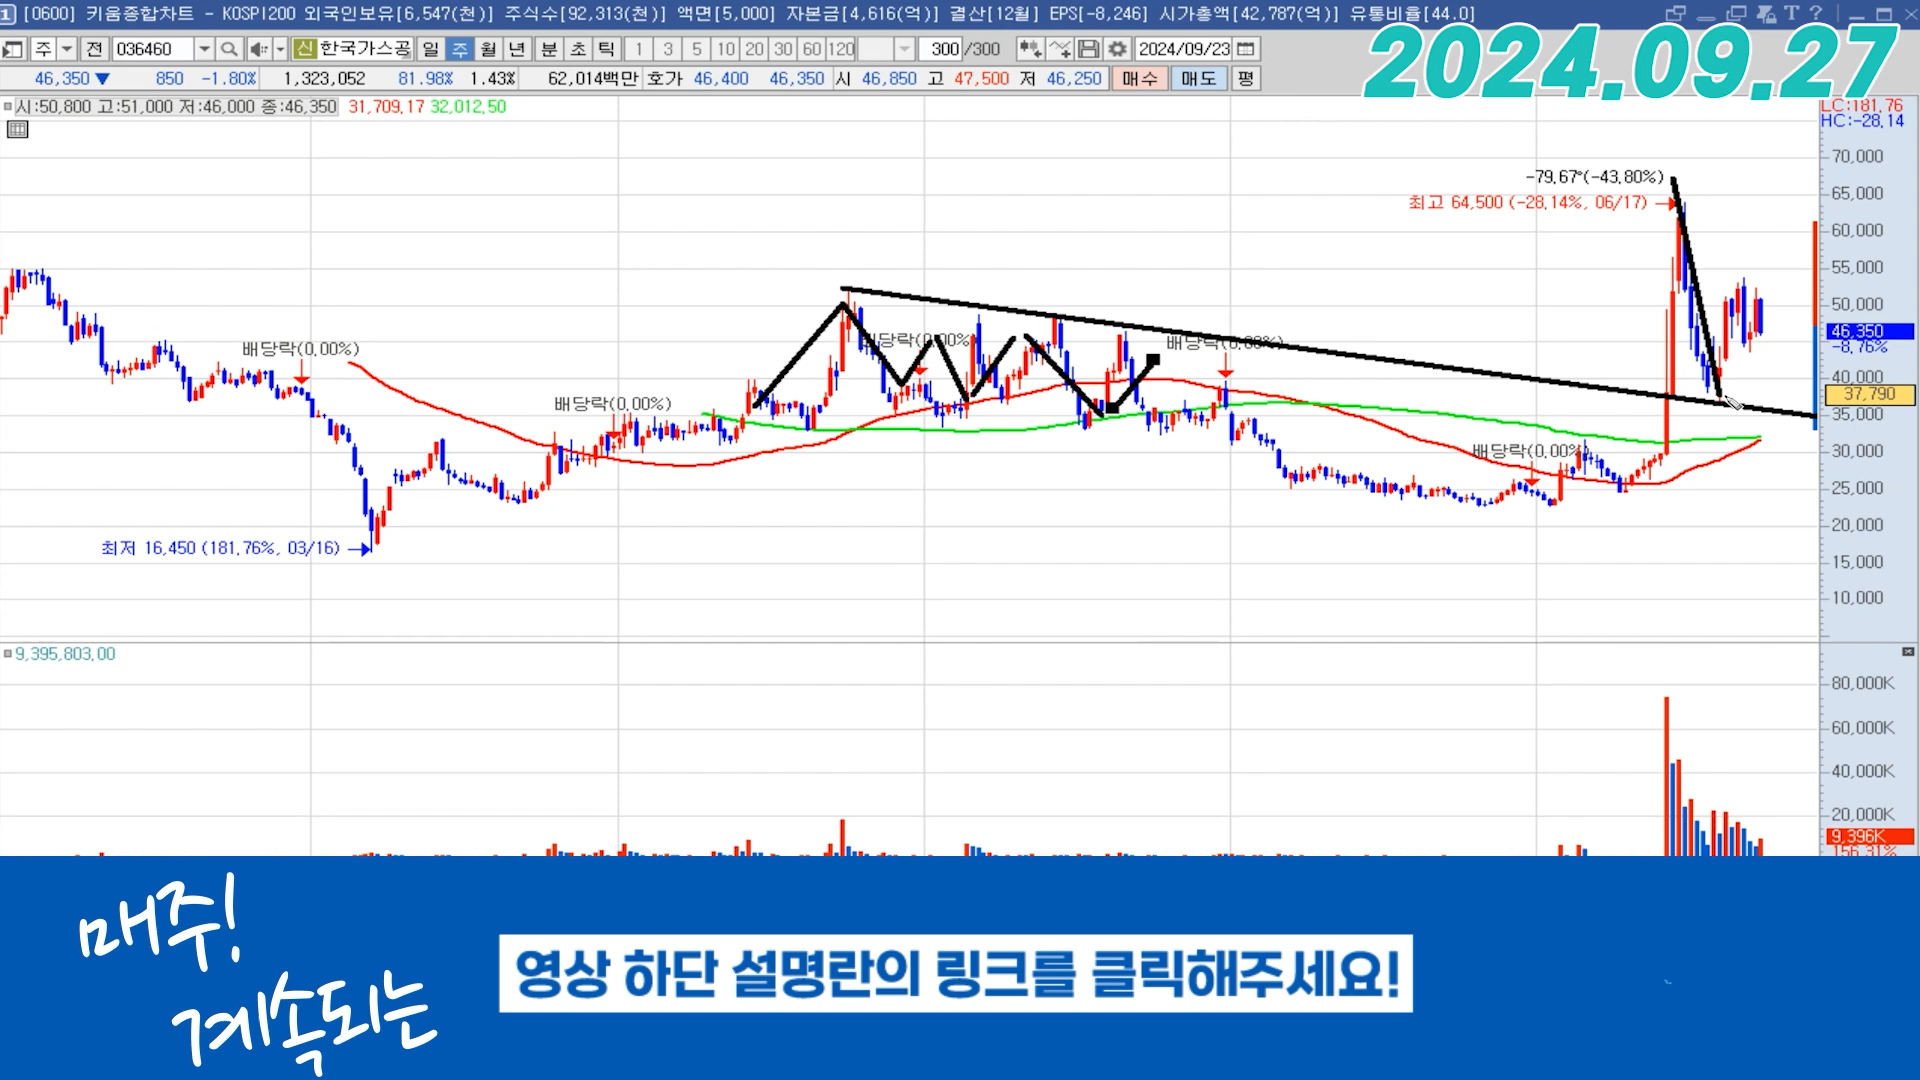 1 [0600] 키움종합차트 - KOSPI200 외국인보유[6,547(천)] 주식수[92,313(천)] 액면[5,000] 자본금[4,616(억)] 결산[12월] EPS[-8,246] 시가총액[42,787(억)] 유통비율[44.0]
2024.09.27
주 전 036460 신 한국가스공 일 주 월 년 분 초 틱 1 3 5 10 20 30 60 120 300 /300 2024/09/23
46,350 ▼ 850 -1.80% 1,323,052 81.98% 1.43% 62,014백만 호가 46,400 46,350 시 46,850 고 47,500 저 46,250 매수 매도 평
시:50,800 고:51,000 저:46,000 종:46,350 31,709.17 32,012.50
LC:181.76
HC:-28.14
70,000
-79.67°(-43.80%)
65,000
최고 64,500 (-28.14%, 06/17)
60,000
55,000
50,000
46,350
-8.76%
배당락(0.00%)
배당락(0.00%)
40,000
37,790
배당락(0.00%)
35,000
배당락(0.00%)
30,000
25,000
20,000
최저 16,450 (181.76%, 03/16)
15,000
10,000
9,395,803.00
80,000K
60,000K
40,000K
20,000K
9,396K
156.31%
매주!
계속되는
영상 하단 설명란의 링크를 클릭해주세요!